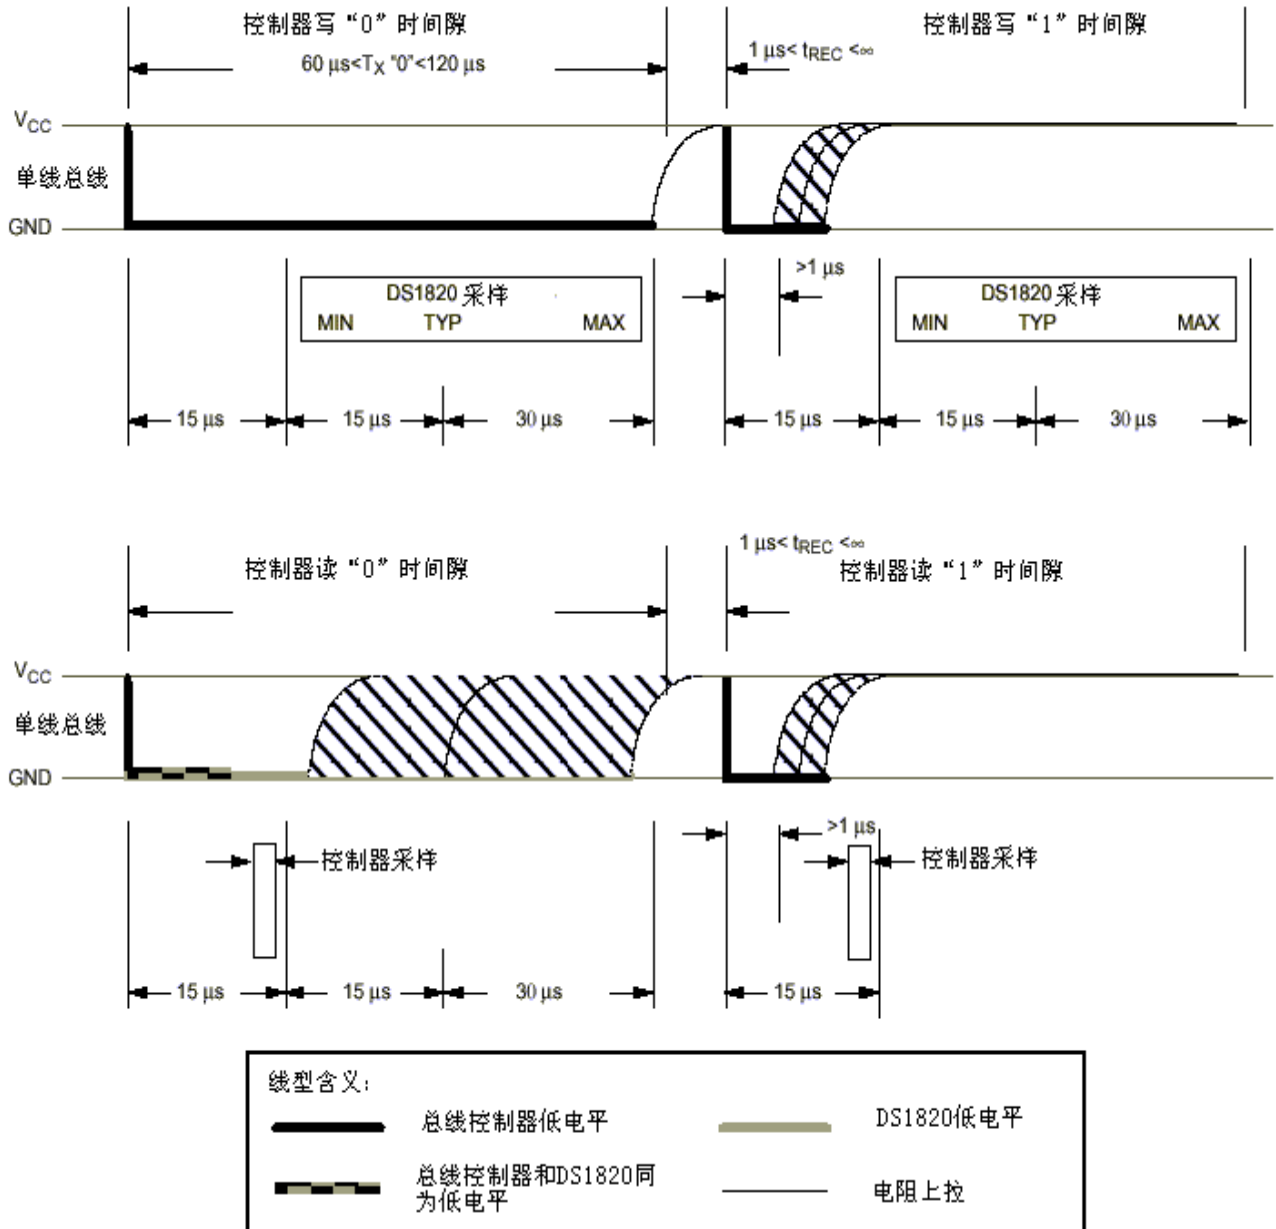 控制器写“0”时间隙
控制器写“1”时间隙
60 μs<TX "0"<120 μs
1 μs< tREC <∞
VCC
单线总线
GND
>1 μs
DS1820 采样
MIN TYP MAX
DS1820 采样
MIN TYP MAX
15 μs 15 μs 30 μs
15 μs 15 μs 30 μs
1 μs< tREC <∞
控制器读“0”时间隙
控制器读“1”时间隙
VCC
单线总线
GND
>1 μs
控制器采样
控制器采样
15 μs 15 μs 30 μs
15 μs
线型含义:
总线控制器低电平
DS1820低电平
总线控制器和DS1820同
为低电平
电阻上拉